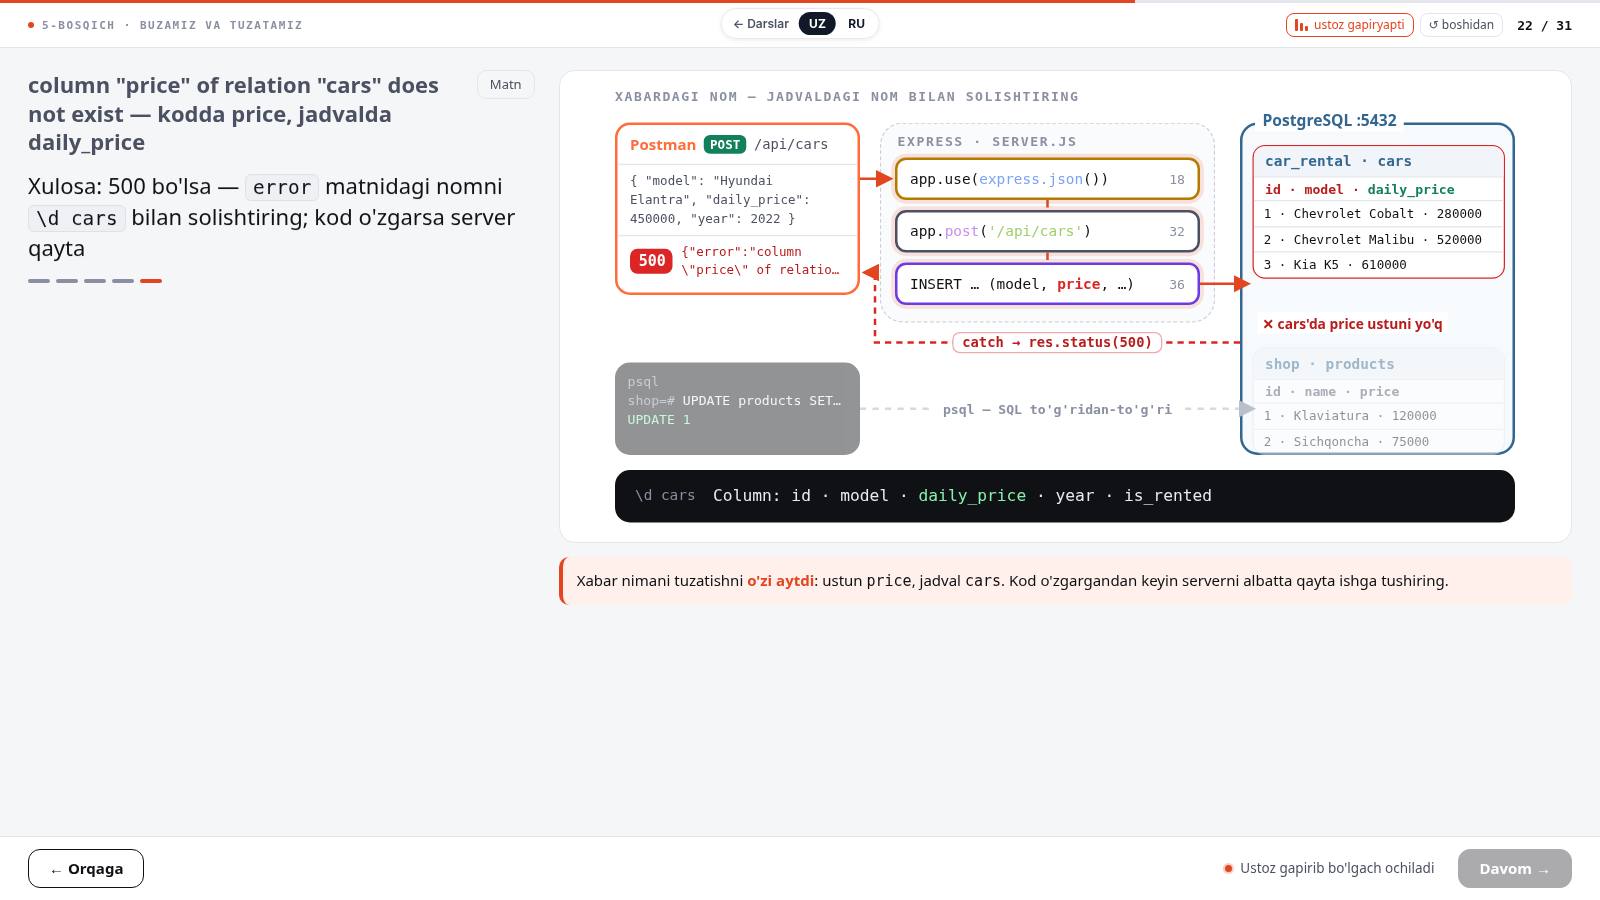 5-BOSQICH · BUZAMIZ VA TUZATAMIZ
← Darslar UZ RU
ustoz gapiryapti
↺ boshidan
22 / 31
column "price" of relation "cars" does
not exist — kodda price, jadvalda
daily_price
Matn
Xulosa: 500 bo'lsa — error matnidagi nomni
\d cars bilan solishtiring; kod o'zgarsa server
qayta
XABARDAGI NOM — JADVALDAGI NOM BILAN SOLISHTIRING
Postman POST /api/cars
{ "model": "Hyundai
Elantra", "daily_price":
450000, "year": 2022 }
500
{"error":"column
\"price\" of relatio…
EXPRESS · SERVER.JS
app.use(express.json()) 18
app.post('/api/cars') 32
INSERT … (model, price, …) 36
catch → res.status(500)
PostgreSQL :5432
car_rental · cars
id · model · daily_price
1 · Chevrolet Cobalt · 280000
2 · Chevrolet Malibu · 520000
3 · Kia K5 · 610000
✕ cars'da price ustuni yo'q
shop · products
id · name · price
1 · Klaviatura · 120000
2 · Sichqoncha · 75000
psql
shop=# UPDATE products SET…
UPDATE 1
psql — SQL to'g'ridan-to'g'ri
\d cars Column: id · model · daily_price · year · is_rented
Xabar nimani tuzatishni o'zi aytdi: ustun price, jadval cars. Kod o'zgargandan keyin serverni albatta qayta ishga tushiring.
← Orqaga
Ustoz gapirib bo'lgach ochiladi
Davom →